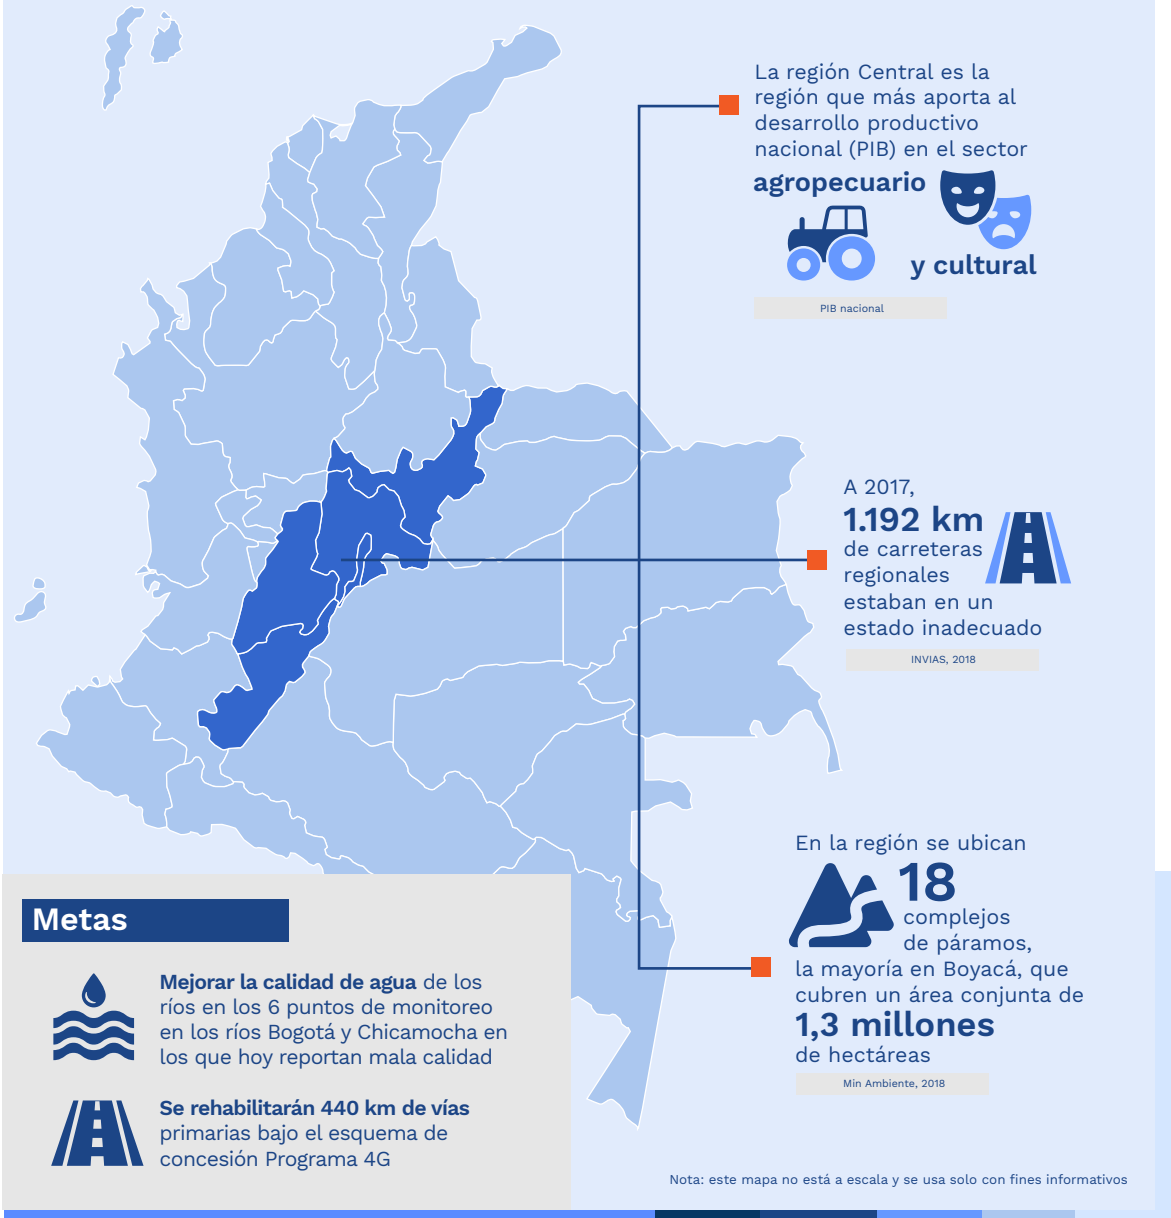 La región Central es la
región que más aporta al
desarrollo productivo
nacional (PIB) en el sector
agropecuario
y cultural
PIB nacional
A 2017,
1.192 km
de carreteras
regionales
estaban en un
estado inadecuado
INVIAS, 2018
En la región se ubican
18
complejos
de páramos,
la mayoría en Boyacá, que
cubren un área conjunta de
1,3 millones
de hectáreas
Min Ambiente, 2018
Metas
Mejorar la calidad de agua de los
ríos en los 6 puntos de monitoreo
en los ríos Bogotá y Chicamocha en
los que hoy reportan mala calidad
Se rehabilitarán 440 km de vías
primarias bajo el esquema de
concesión Programa 4G
Nota: este mapa no está a escala y se usa solo con fines informativos